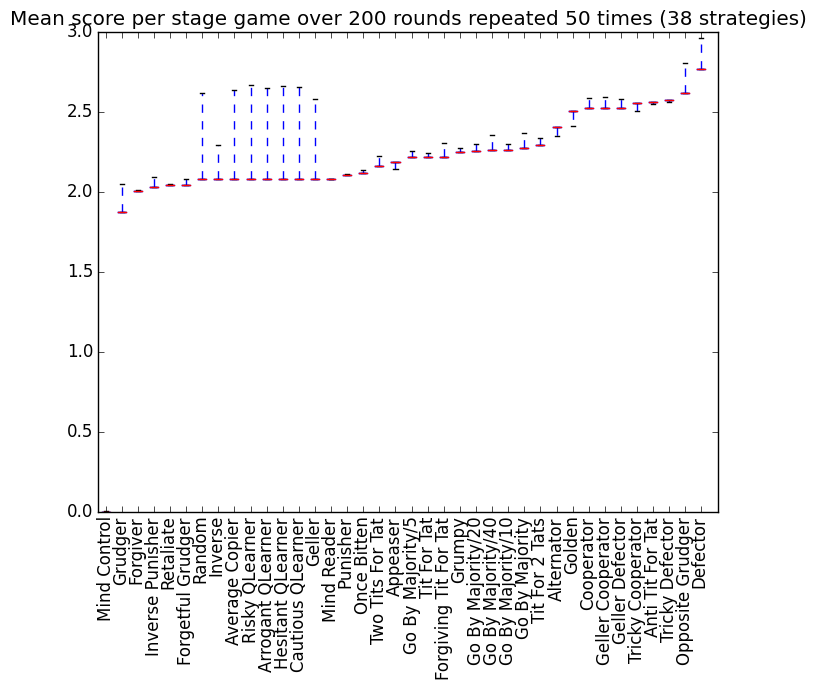 Mean score per stage game over 200 rounds repeated 50 times (38 strategies)
3.0
2.5
2.0
1.5
1.0
0.5
0.0
Mind Control
Grudger
Forgiver
Inverse Punisher
Retaliate
Forgetful Grudger
Random
Inverse
Average Copier
Risky QLearner
Arrogant QLearner
Hesitant QLearner
Cautious QLearner
Geller
Mind Reader
Punisher
Once Bitten
Two Tits For Tat
Appeaser
Go By Majority/5
Tit For Tat
Forgiving Tit For Tat
Grumpy
Go By Majority/20
Go By Majority/40
Go By Majority/10
Go By Majority
Tit For 2 Tats
Alternator
Golden
Cooperator
Geller Cooperator
Geller Defector
Tricky Cooperator
Anti Tit For Tat
Tricky Defector
Opposite Grudger
Defector